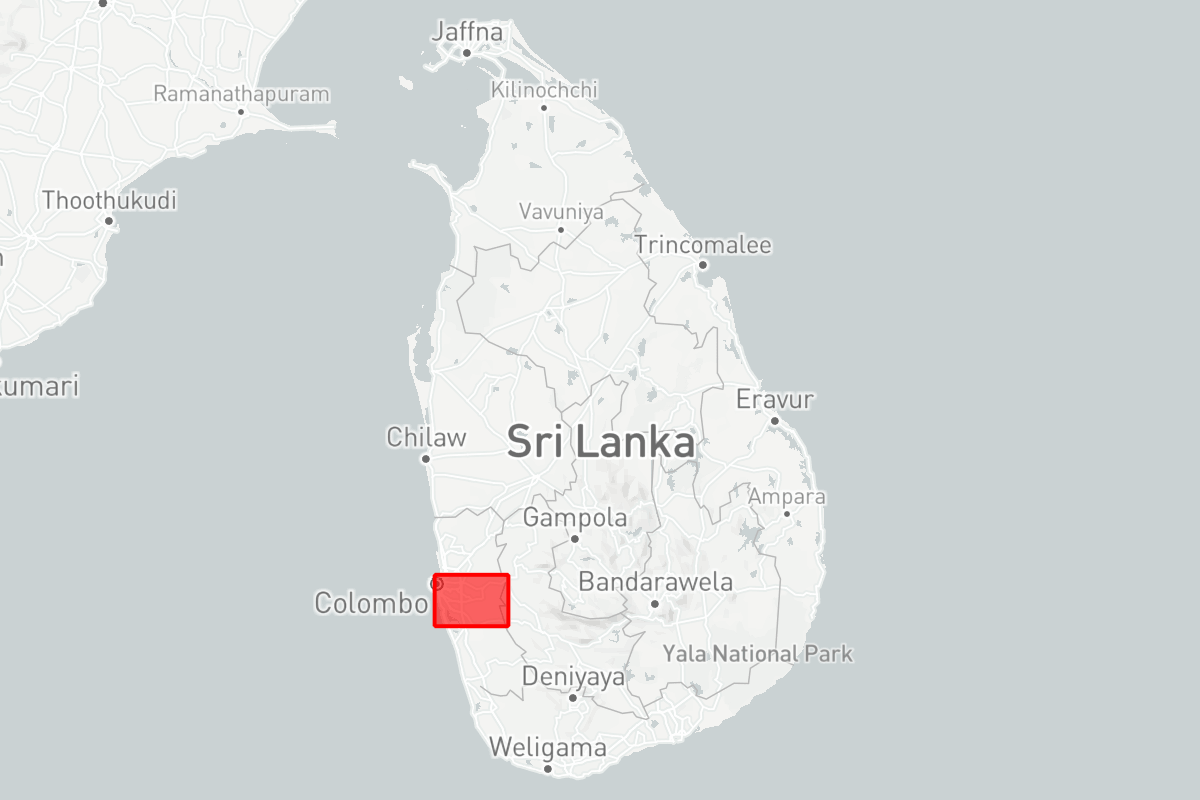 Jaffna
Kilinochchi
Ramanathapuram
Thoothukudi
Vavuniya
Trincomalee
kumari
Eravur
Chilaw
Sri Lanka
Ampara
Gampola
Bandarawela
Colombo
Yala National Park
Deniyaya
Weligama